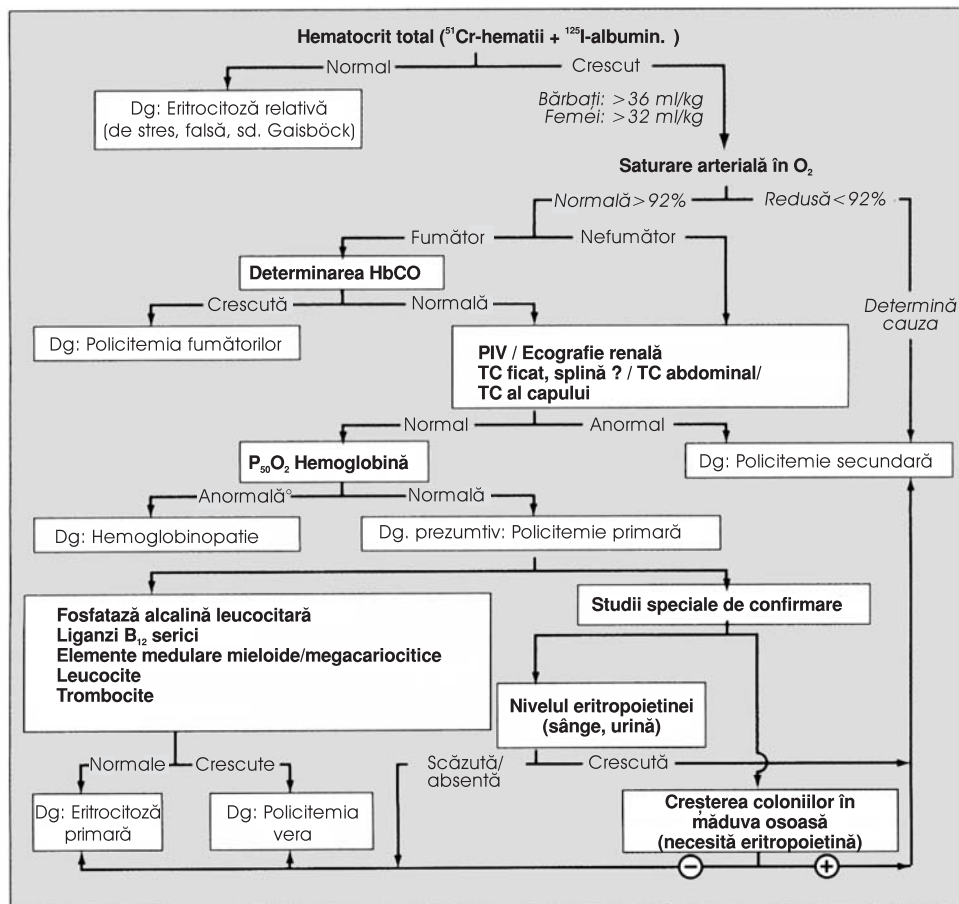 Hematocrit total (⁵¹Cr-hematii + ¹²⁵I-albumin. )
Normal
Crescut
Dg: Eritrocitoză relativă
(de stres, falsă, sd. Gaisböck)
Bărbați: >36 ml/kg
Femei: >32 ml/kg
Saturare arterială în O₂
Normală>92%
Redusă<92%
Fumător
Nefumător
Determinarea HbCO
Crescută
Normală
Determină
cauza
Dg: Policitemia fumătorilor
PIV / Ecografie renală
TC ficat, splină ? / TC abdominal/
TC al capului
Normal
Anormal
P₅₀O₂ Hemoglobină
Dg: Policitemie secundară
Anormală°
Normală
Dg: Hemoglobinopatie
Dg. prezumtiv: Policitemie primară
Fosfatază alcalină leucocitară
Liganzi B₁₂ serici
Elemente medulare mieloide/megacariocitice
Leucocite
Trombocite
Studii speciale de confirmare
Nivelul eritropoietinei
(sânge, urină)
Normale
Crescute
Scăzută/
absentă
Crescută
Dg: Eritrocitoză
primară
Dg: Policitemia
vera
Creșterea coloniilor în
măduva osoasă
(necesită eritropoietină)
−
+